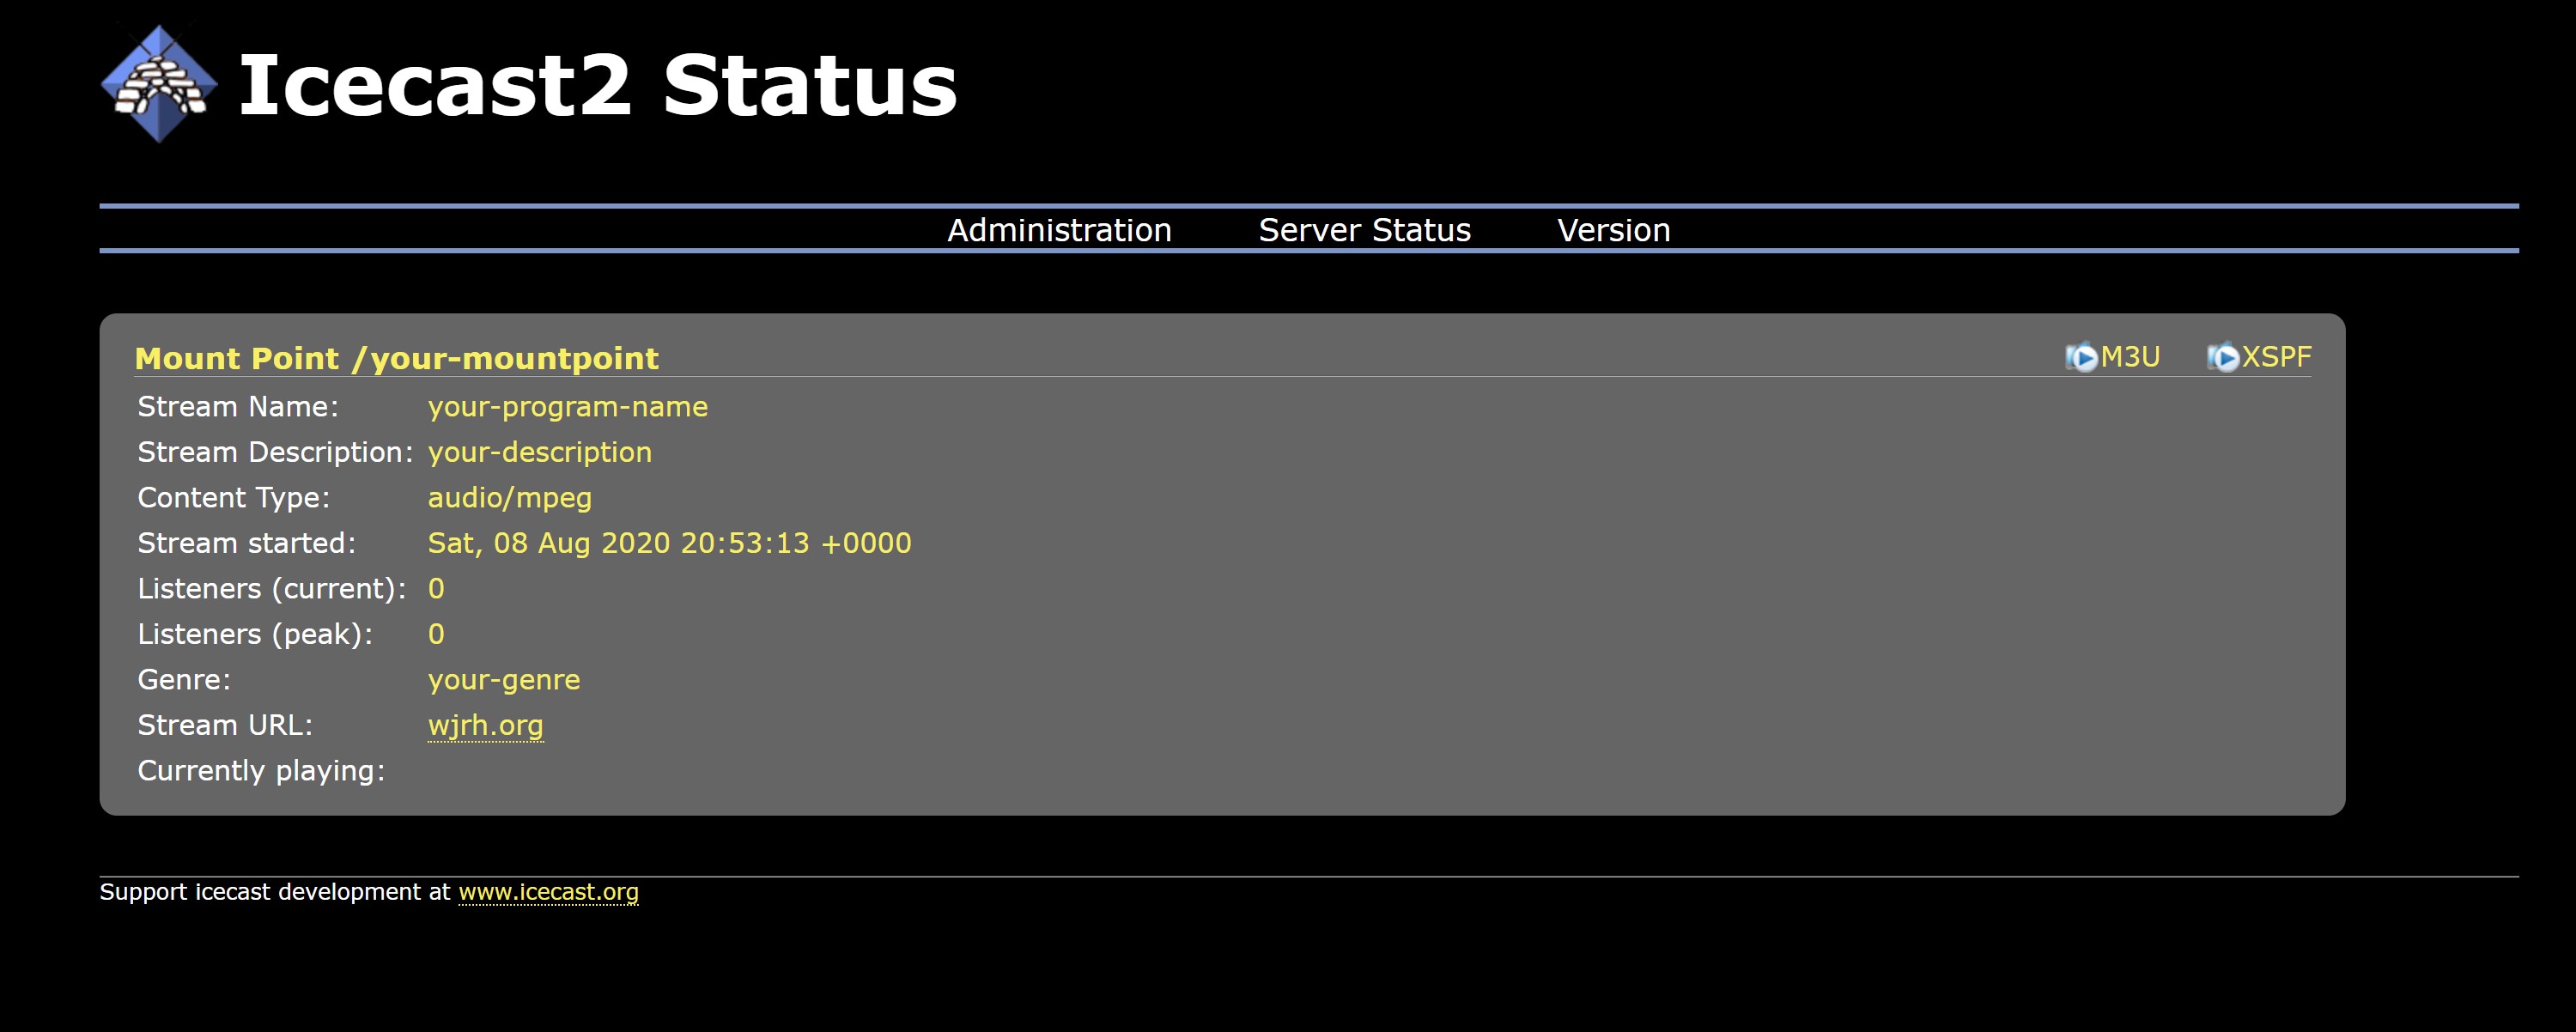 Icecast2 Status
Administration Server Status Version
Mount Point /your-mountpoint M3U XSPF
Stream Name: your-program-name
Stream Description: your-description
Content Type: audio/mpeg
Stream started: Sat, 08 Aug 2020 20:53:13 +0000
Listeners (current): 0
Listeners (peak): 0
Genre: your-genre
Stream URL: wjrh.org
Currently playing:
Support icecast development at www.icecast.org